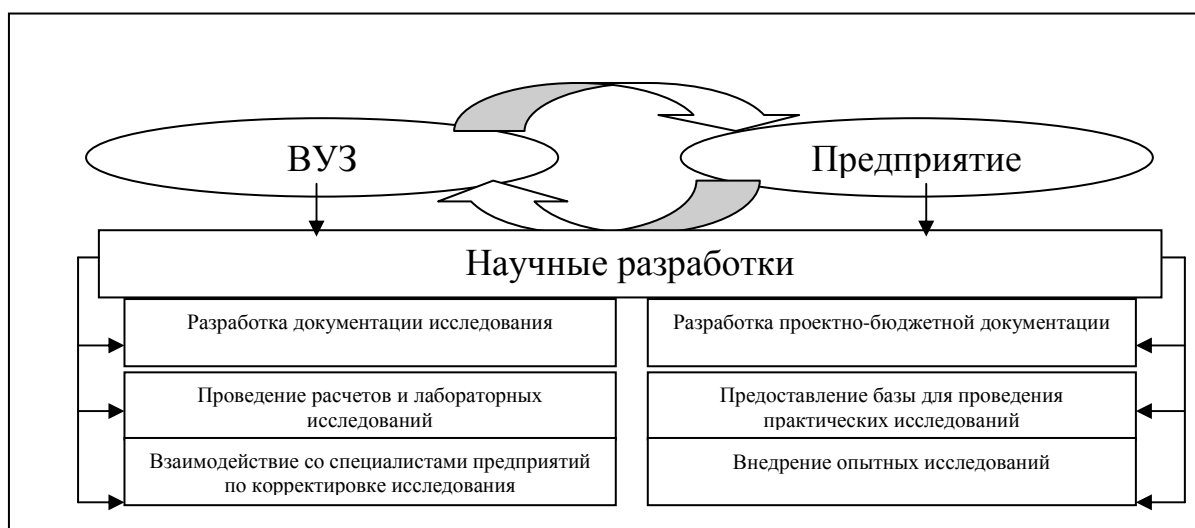 ВУЗ
Предприятие
Научные разработки
Разработка документации исследования
Разработка проектно-бюджетной документации
Проведение расчетов и лабораторных
исследований
Предоставление базы для проведения
практических исследований
Взаимодействие со специалистами предприятий
по корректировке исследования
Внедрение опытных исследований